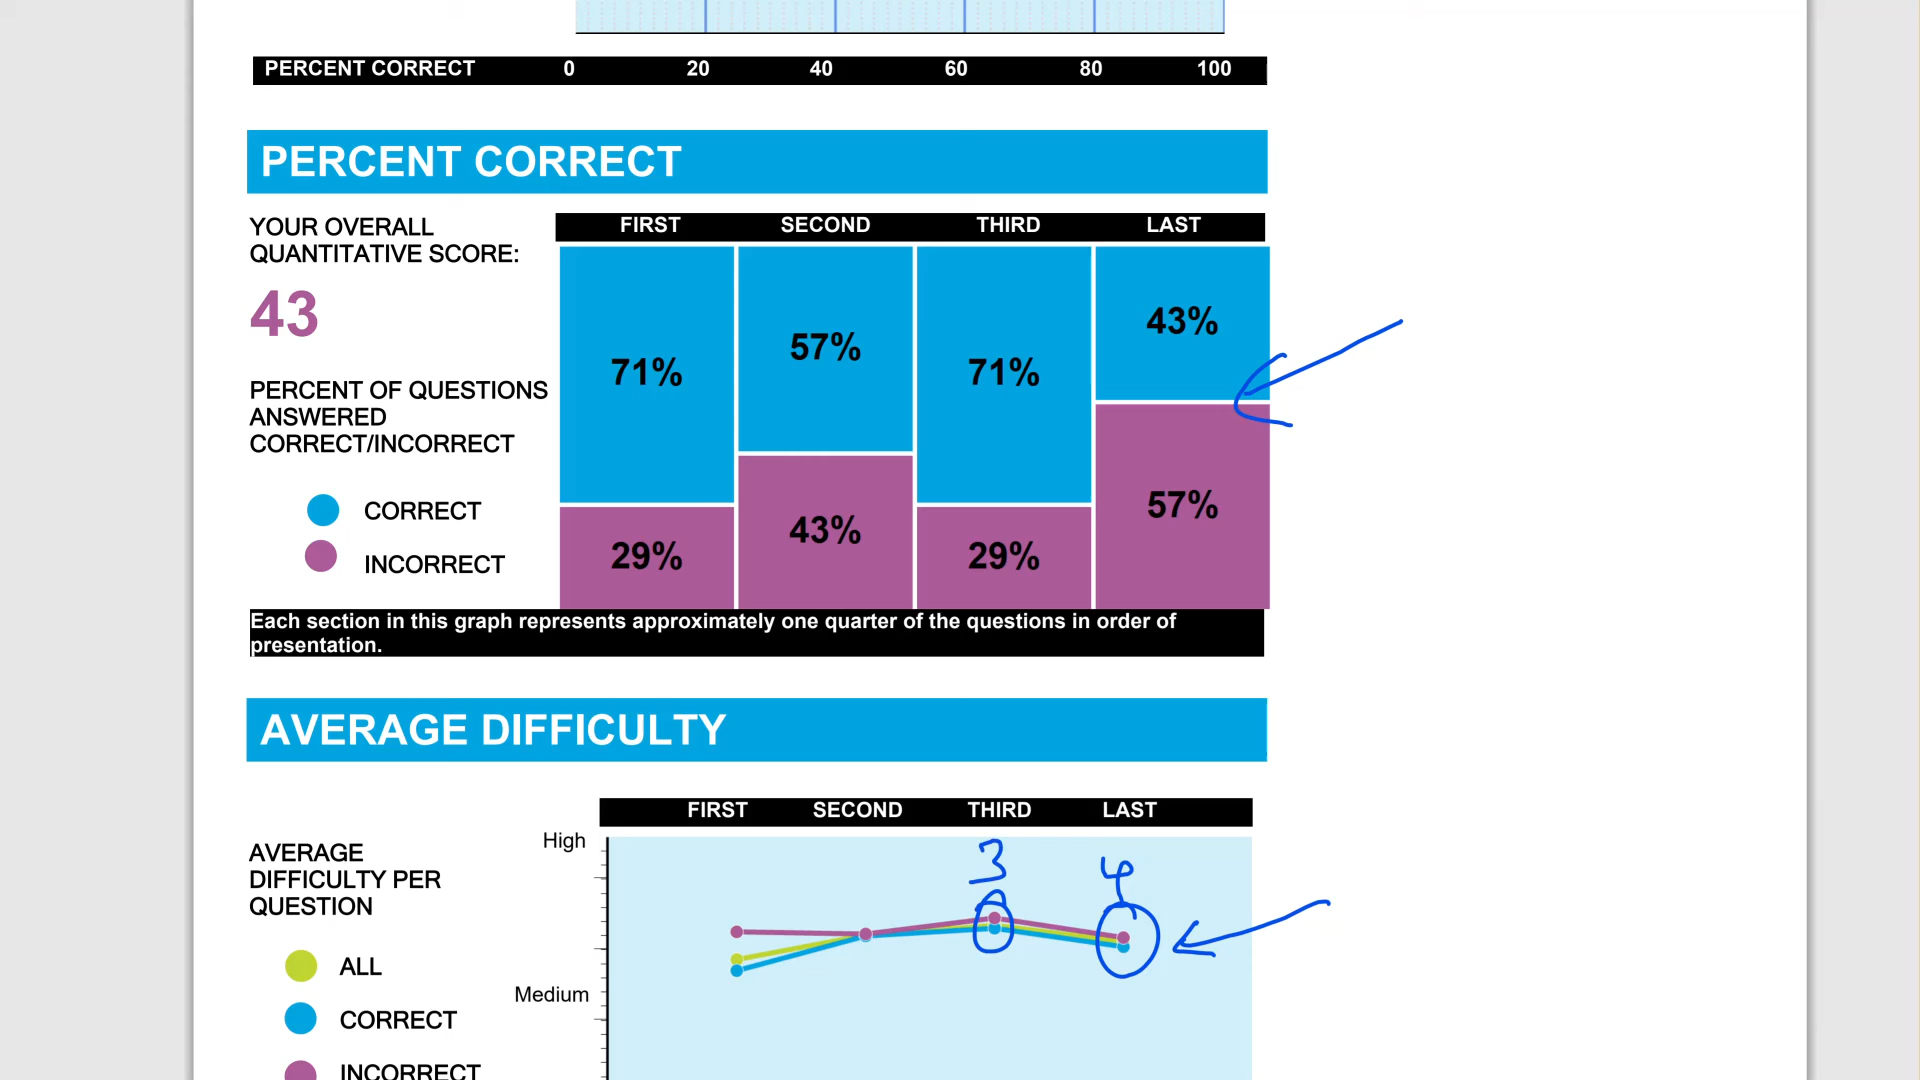 PERCENT CORRECT 0 20 40 60 80 100
PERCENT CORRECT
YOUR OVERALL
QUANTITATIVE SCORE:
43
PERCENT OF QUESTIONS
ANSWERED
CORRECT/INCORRECT
CORRECT
INCORRECT
FIRST SECOND THIRD LAST
71% 57% 71% 43%
29% 43% 29% 57%
Each section in this graph represents approximately one quarter of the questions in order of
presentation.
AVERAGE DIFFICULTY
FIRST SECOND THIRD LAST
AVERAGE
DIFFICULTY PER
QUESTION
ALL
CORRECT
INCORRECT
High
Medium
3 4